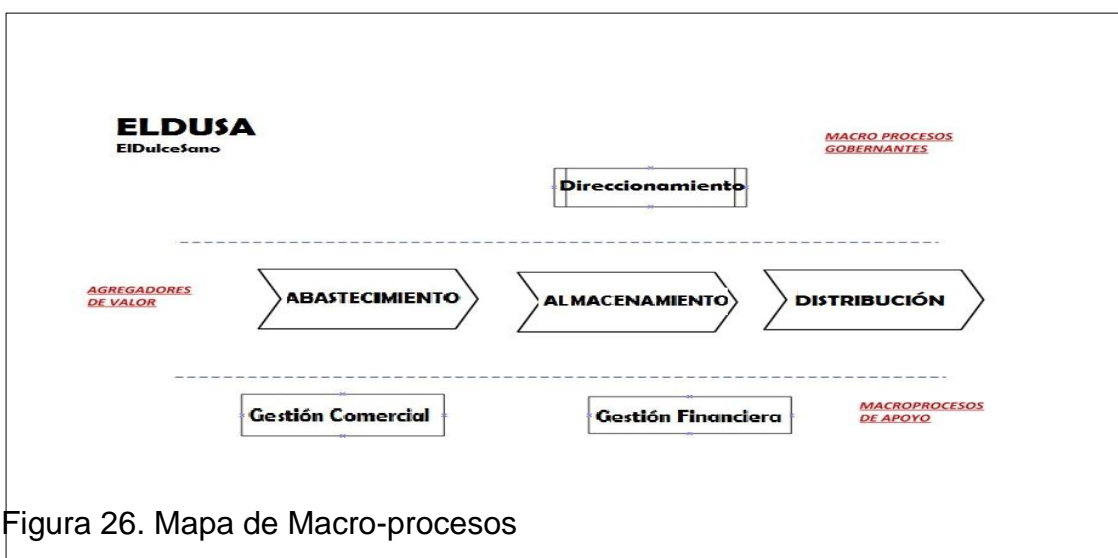 ELDUSA
ElDulceSano
MACRO PROCESOS
GOBERNANTES
Direccionamiento
AGREGADORES
DE VALOR
ABASTECIMIENTO
ALMACENAMIENTO
DISTRIBUCIÓN
Gestión Comercial
Gestión Financiera
MACROPROCESOS
DE APOYO
Figura 26. Mapa de Macro-procesos